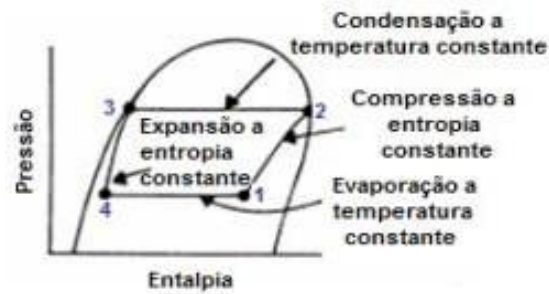 Condensação a
temperatura constante
3
2
Compressão a
entropia
constante
Expansão a
entropia
constante
Pressão
4
1
Evaporação a
temperatura
constante
Entalpia